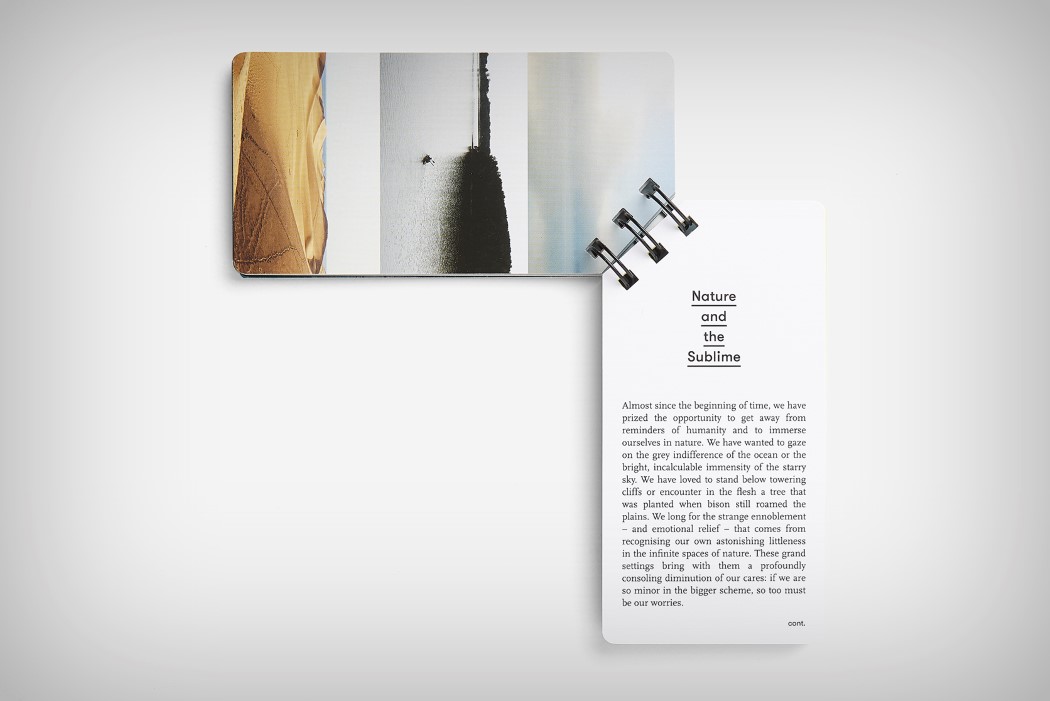 Nature
and
the
Sublime
Almost since the beginning of time, we have
prized the opportunity to get away from
reminders of humanity and to immerse
ourselves in nature. We have wanted to gaze
on the grey indifference of the ocean or the
bright, incalculable immensity of the starry
sky. We have loved to stand below towering
cliffs or encounter in the flesh a tree that
was planted when bison still roamed the
plains. We long for the strange ennoblement
– and emotional relief – that comes from
recognising our own astonishing littleness
in the infinite spaces of nature. These grand
settings bring with them a profoundly
consoling diminution of our cares: if we are
so minor in the bigger scheme, so too must
be our worries.
cont.